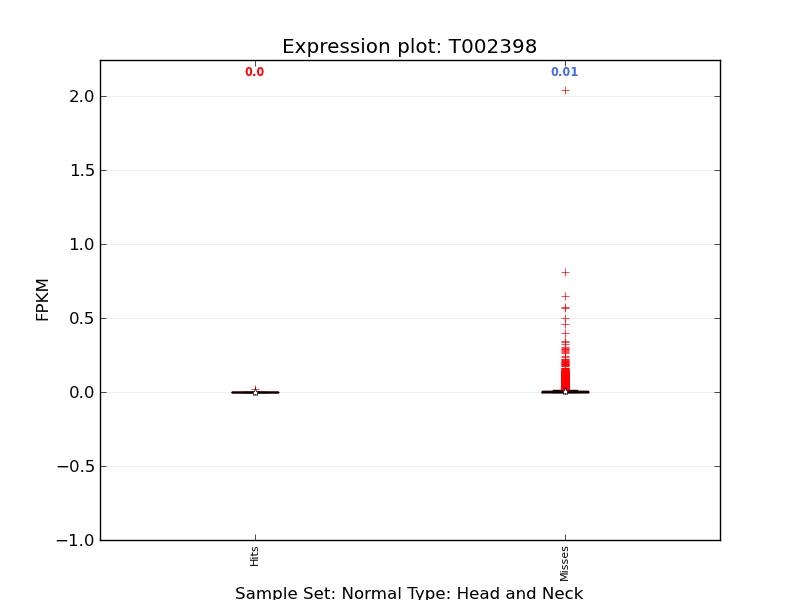 Expression plot: T002398
0.0
0.01
2.0
1.5
1.0
0.5
0.0
−0.5
−1.0
FPKM
Hits
Misses
Sample Set: Normal Type: Head and Neck